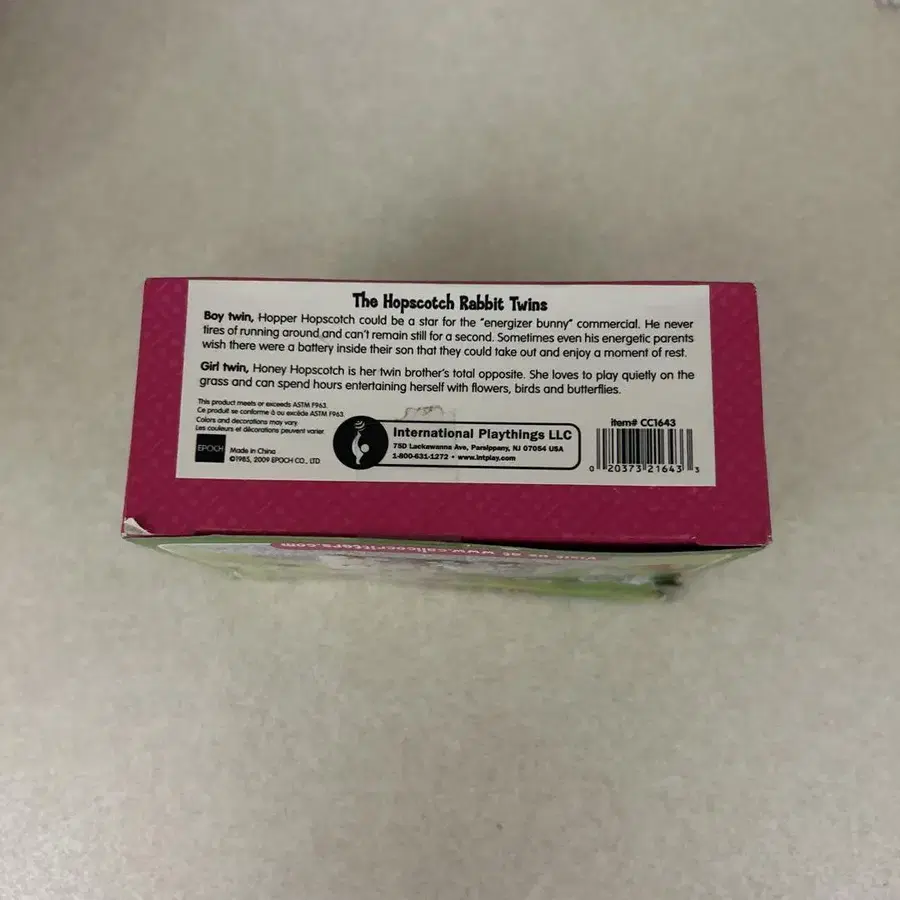 The Hopscotch Rabbit Twins
Boy twin, Hopper Hopscotch could be a star for the "energizer bunny" commercial. He never
tires of running around and can't remain still for a second. Sometimes even his energetic parents
wish there were a battery inside their son that they could take out and enjoy a moment of rest.
Girl twin, Honey Hopscotch is her twin brother's total opposite. She loves to play quietly on the
grass and can spend hours entertaining herself with flowers, birds and butterflies.
This product meets or exceeds ASTM F963.
Ce produit se conforme à ou excède ASTM F963.
Colors and decorations may vary.
Les couleurs et décorations peuvent varier.
EPOCH
Made in China
©1985, 2009 EPOCH CO., LTD.
International Playthings LLC
75D Lackawanna Ave, Parsippany, NJ 07054 USA
1-800-631-1272 • www.intplay.com
item# CC1643
0 20373 21643 3
Visit us at www.calicocritters.com